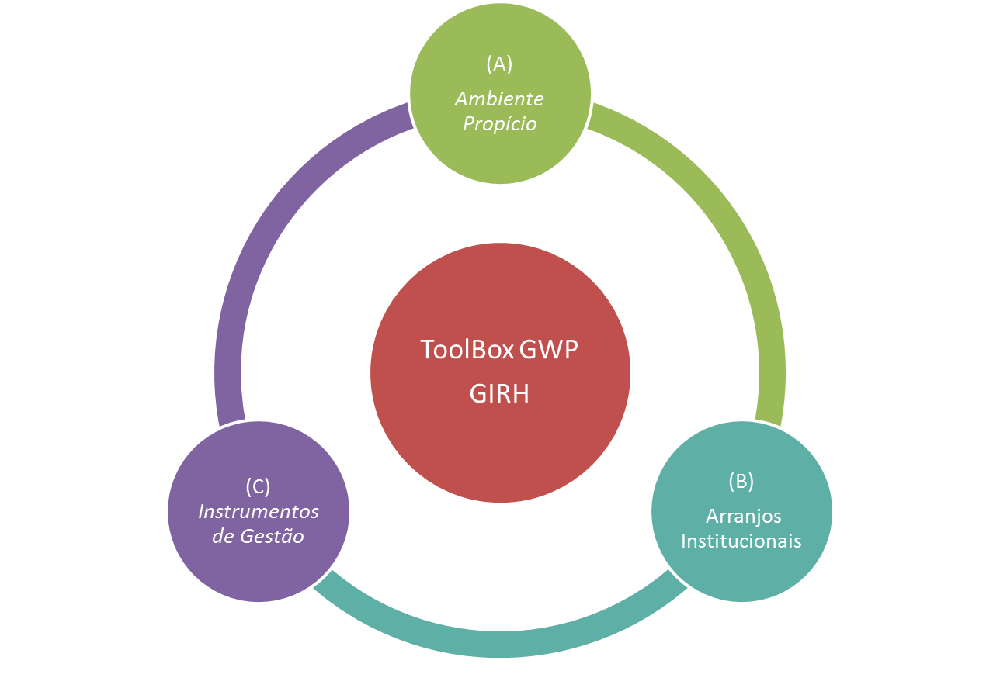 (A)
Ambiente
Propício
ToolBox GWP
GIRH
(B)
Arranjos
Institucionais
(C)
Instrumentos
de Gestão